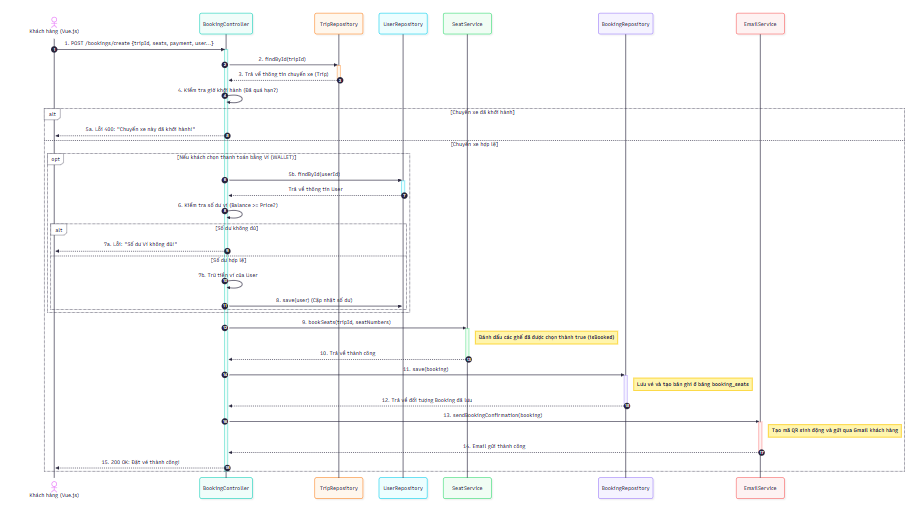 BookingController
TripRepository
UserRepository
SeatService
BookingRepository
EmailService
Khách hàng (Vue.js)
1. POST /bookings/create {tripId, seats, payment, user...}
2. findById(tripId)
3. Trả về thông tin chuyến xe (Trip)
4. Kiểm tra giờ khởi hành (Đã quá hạn?)
alt
[Chuyến xe đã khởi hành]
5a. Lỗi 400: "Chuyến xe này đã khởi hành!"
[Chuyến xe hợp lệ]
opt
[Nếu khách chọn thanh toán bằng Ví (WALLET)]
5b. findById(userId)
Trả về thông tin User
6. Kiểm tra số dư ví (Balance >= Price?)
alt
[Số dư không đủ]
7a. Lỗi: "Số dư Ví không đủ!"
[Số dư hợp lệ]
7b. Trừ tiền ví của User
8. save(user) (Cập nhật số dư)
9. bookSeats(tripId, seatNumbers)
Đánh dấu các ghế đã được chọn thành true (isBooked)
10. Trả về thành công
11. save(booking)
Lưu vé và tạo bản ghi ở bảng booking_seats
12. Trả về đối tượng Booking đã lưu
13. sendBookingConfirmation(booking)
Tạo mã QR sinh động và gửi qua Email khách hàng
14. Email gửi thành công
15. 200 OK: Đặt vé thành công!
BookingController
TripRepository
UserRepository
SeatService
BookingRepository
EmailService
Khách hàng (Vue.js)